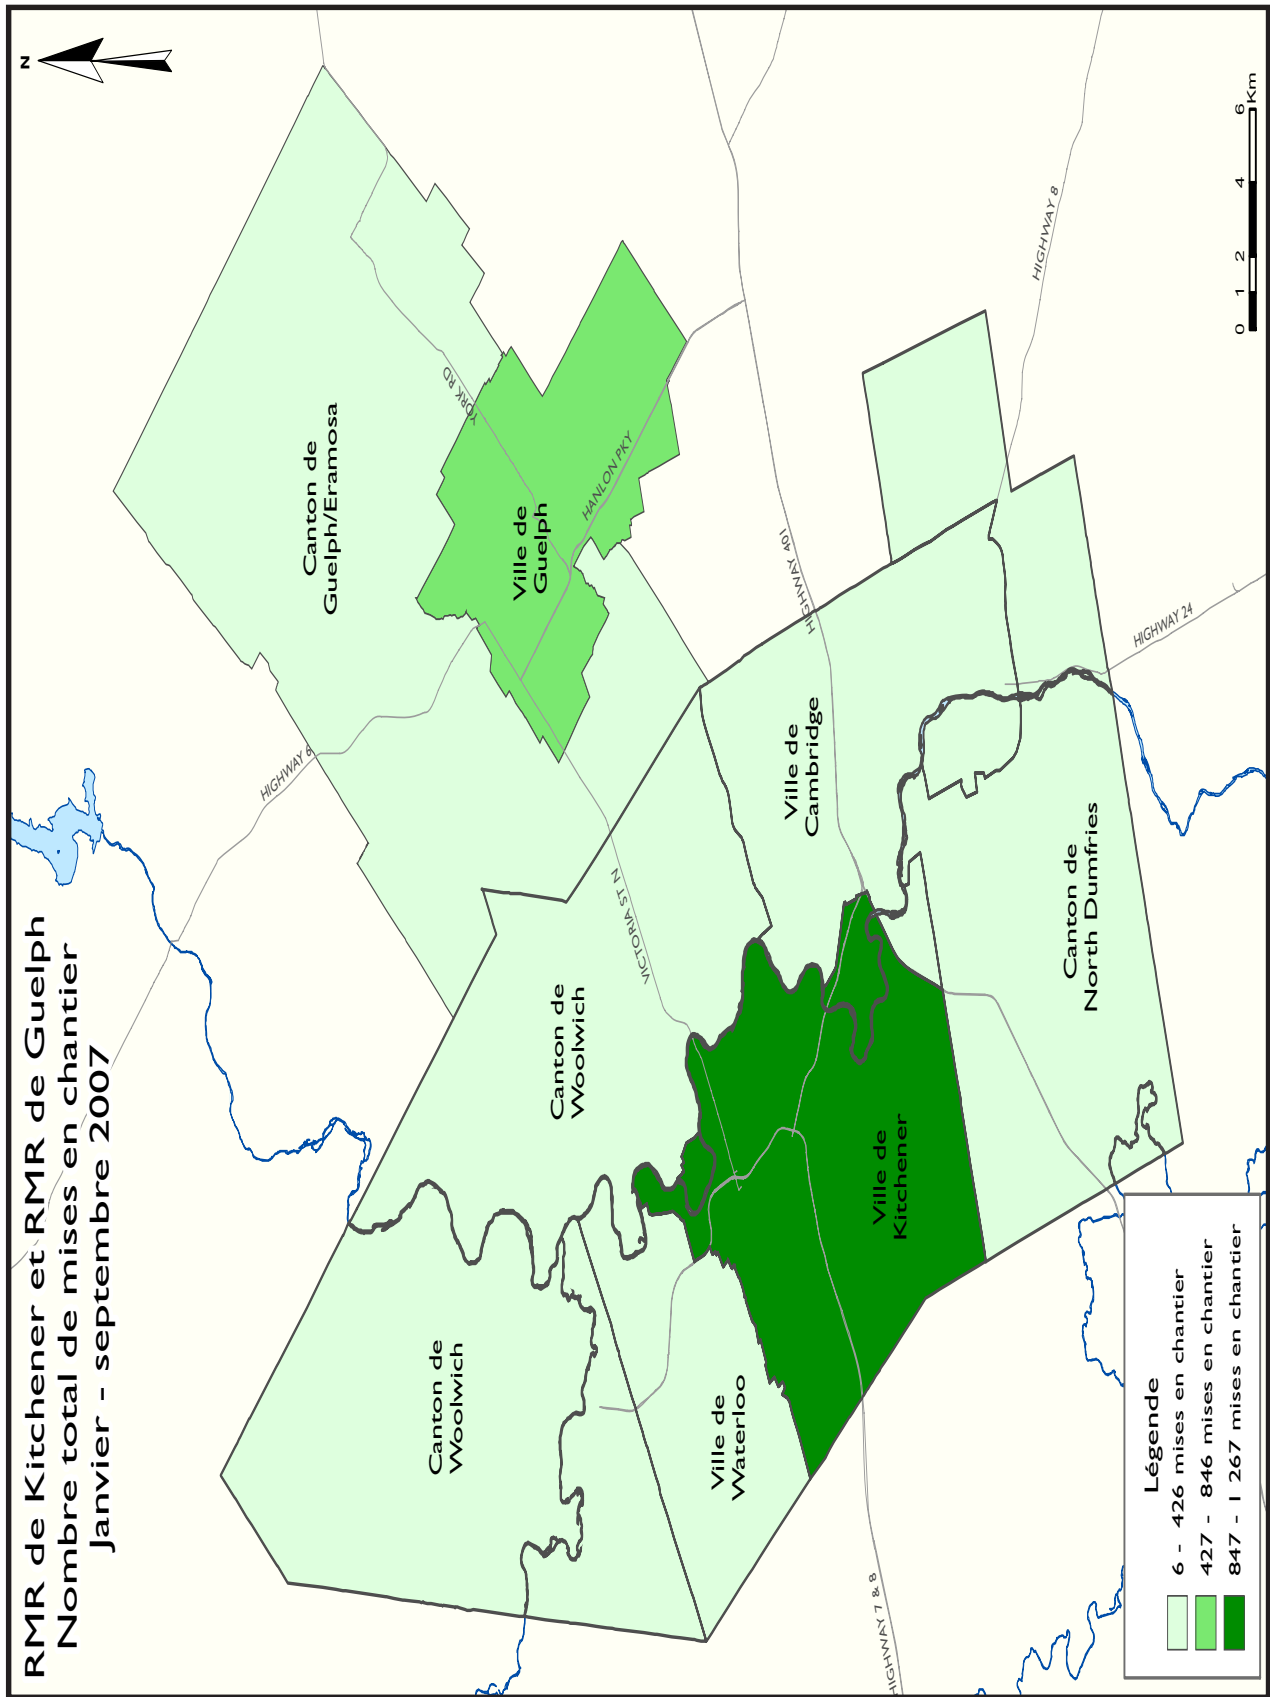 RMR de Kitchener et RMR de Guelph
Nombre total de mises en chantier
Janvier - septembre 2007
N
Canton de
Guelph/Eramosa
YORK RD
HIGHWAY 6
Ville de
Guelph
HANLON PKY
Canton de
Woolwich
Canton de
Woolwich
VICTORIA ST N
HIGHWAY 401
Ville de
Waterloo
Ville de
Cambridge
Ville de
Kitchener
HIGHWAY 7 & 8
HIGHWAY 8
HIGHWAY 24
Canton de
North Dumfries
Légende
6 - 426 mises en chantier
427 - 846 mises en chantier
847 - 1 267 mises en chantier
0 1 2 4 6 Km